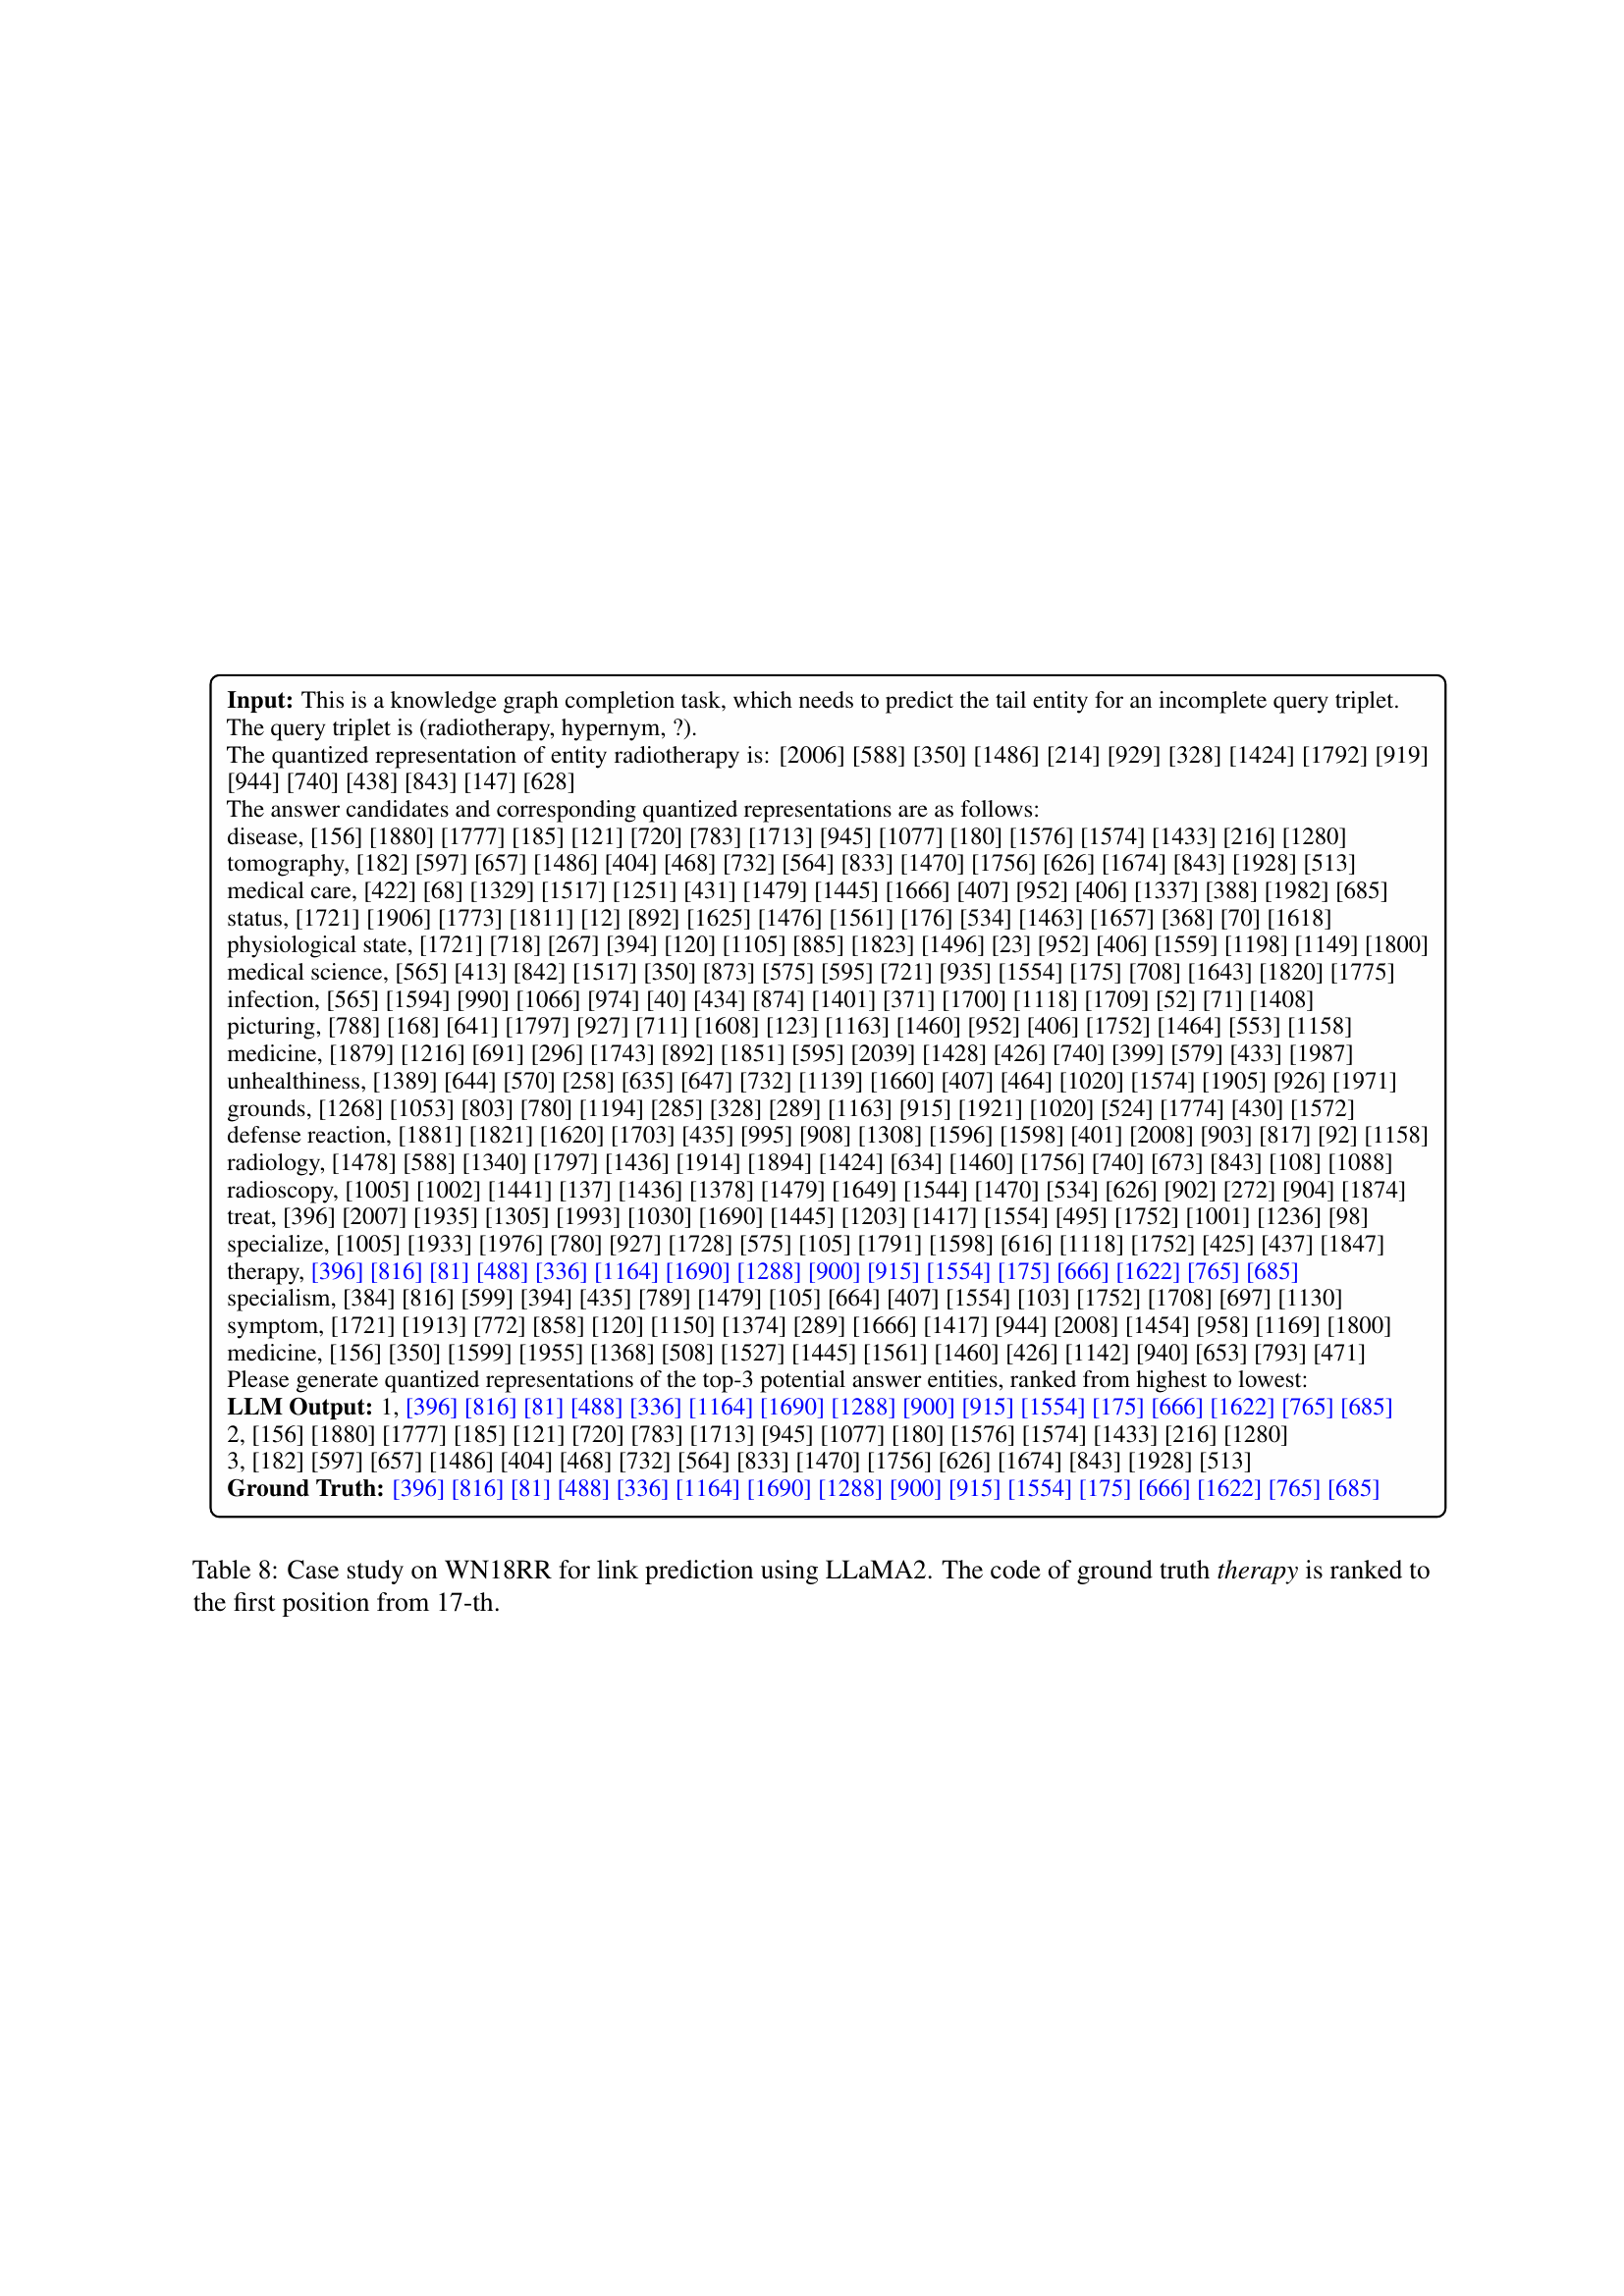 Input: This is a knowledge graph completion task, which needs to predict the tail entity for an incomplete query triplet.
The query triplet is (radiotherapy, hypernym, ?).
The quantized representation of entity radiotherapy is: [2006] [588] [350] [1486] [214] [929] [328] [1424] [1792] [919]
[944] [740] [438] [843] [147] [628]
The answer candidates and corresponding quantized representations are as follows:
disease, [156] [1880] [1777] [185] [121] [720] [783] [1713] [945] [1077] [180] [1576] [1574] [1433] [216] [1280]
tomography, [182] [597] [657] [1486] [404] [468] [732] [564] [833] [1470] [1756] [626] [1674] [843] [1928] [513]
medical care, [422] [68] [1329] [1517] [1251] [431] [1479] [1445] [1666] [407] [952] [406] [1337] [388] [1982] [685]
status, [1721] [1906] [1773] [1811] [12] [892] [1625] [1476] [1561] [176] [534] [1463] [1657] [368] [70] [1618]
physiological state, [1721] [718] [267] [394] [120] [1105] [885] [1823] [1496] [23] [952] [406] [1559] [1198] [1149] [1800]
medical science, [565] [413] [842] [1517] [350] [873] [575] [595] [721] [935] [1554] [175] [708] [1643] [1820] [1775]
infection, [565] [1594] [990] [1066] [974] [40] [434] [874] [1401] [371] [1700] [1118] [1709] [52] [71] [1408]
picturing, [788] [168] [641] [1797] [927] [711] [1608] [123] [1163] [1460] [952] [406] [1752] [1464] [553] [1158]
medicine, [1879] [1216] [691] [296] [1743] [892] [1851] [595] [2039] [1428] [426] [740] [399] [579] [433] [1987]
unhealthiness, [1389] [644] [570] [258] [635] [647] [732] [1139] [1660] [407] [464] [1020] [1574] [1905] [926] [1971]
grounds, [1268] [1053] [803] [780] [1194] [285] [328] [289] [1163] [915] [1921] [1020] [524] [1774] [430] [1572]
defense reaction, [1881] [1821] [1620] [1703] [435] [995] [908] [1308] [1596] [1598] [401] [2008] [903] [817] [92] [1158]
radiology, [1478] [588] [1340] [1797] [1436] [1914] [1894] [1424] [634] [1460] [1756] [740] [673] [843] [108] [1088]
radioscopy, [1005] [1002] [1441] [137] [1436] [1378] [1479] [1649] [1544] [1470] [534] [626] [902] [272] [904] [1874]
treat, [396] [2007] [1935] [1305] [1993] [1030] [1690] [1445] [1203] [1417] [1554] [495] [1752] [1001] [1236] [98]
specialize, [1005] [1933] [1976] [780] [927] [1728] [575] [105] [1791] [1598] [616] [1118] [1752] [425] [437] [1847]
therapy, [396] [816] [81] [488] [336] [1164] [1690] [1288] [900] [915] [1554] [175] [666] [1622] [765] [685]
specialism, [384] [816] [599] [394] [435] [789] [1479] [105] [664] [407] [1554] [103] [1752] [1708] [697] [1130]
symptom, [1721] [1913] [772] [858] [120] [1150] [1374] [289] [1666] [1417] [944] [2008] [1454] [958] [1169] [1800]
medicine, [156] [350] [1599] [1955] [1368] [508] [1527] [1445] [1561] [1460] [426] [1142] [940] [653] [793] [471]
Please generate quantized representations of the top-3 potential answer entities, ranked from highest to lowest:
LLM Output: 1, [396] [816] [81] [488] [336] [1164] [1690] [1288] [900] [915] [1554] [175] [666] [1622] [765] [685]
2, [156] [1880] [1777] [185] [121] [720] [783] [1713] [945] [1077] [180] [1576] [1574] [1433] [216] [1280]
3, [182] [597] [657] [1486] [404] [468] [732] [564] [833] [1470] [1756] [626] [1674] [843] [1928] [513]
Ground Truth: [396] [816] [81] [488] [336] [1164] [1690] [1288] [900] [915] [1554] [175] [666] [1622] [765] [685]
Table 8: Case study on WN18RR for link prediction using LLaMA2. The code of ground truth therapy is ranked to
the first position from 17-th.